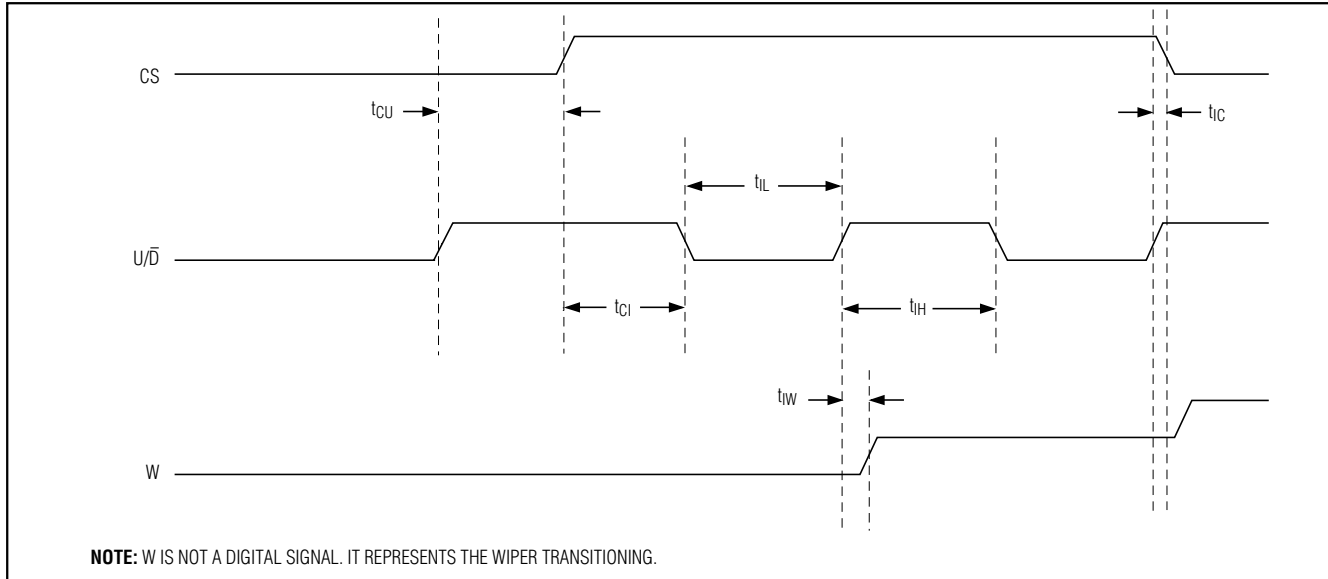 CS
tCU
tIC
tIL
U/D̅
tCI
tIH
tIW
W
NOTE: W IS NOT A DIGITAL SIGNAL. IT REPRESENTS THE WIPER TRANSITIONING.